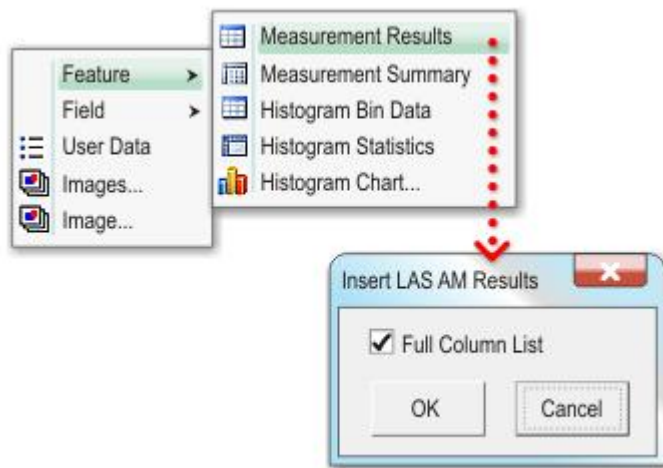 Feature
Field
User Data
Images...
Image...
Measurement Results
Measurement Summary
Histogram Bin Data
Histogram Statistics
Histogram Chart...
Insert LAS AM Results
Full Column List
OK
Cancel